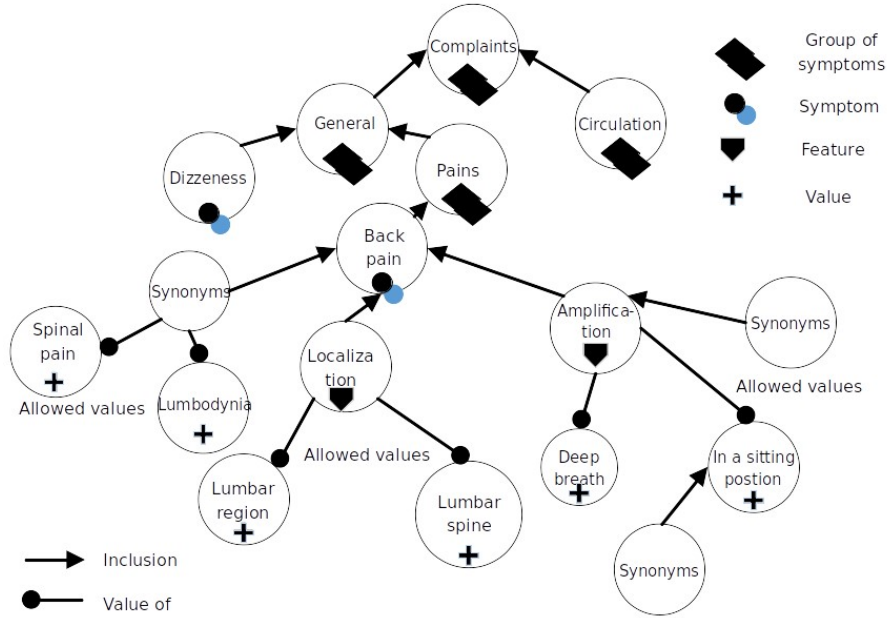 Complaints
Group of
symptoms
Symptom
Feature
Value
General
Circulation
Dizzeness
Pains
Back
pain
Synonyms
Amplifica-
tion
Synonyms
Spinal
pain
Localiza
tion
Allowed values
Allowed values
Lumbodynia
Allowed values
Deep
breath
In a sitting
postion
Lumbar
region
Lumbar
spine
Inclusion
Synonyms
Value of